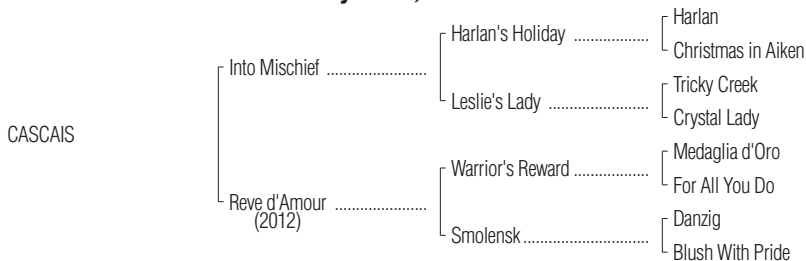 Harlan
Harlan's Holiday ..................
Christmas in Aiken
Into Mischief ........................
Tricky Creek
Leslie's Lady ........................
Crystal Lady
CASCAIS
Medaglia d'Oro
Warrior's Reward ..................
For All You Do
Reve d'Amour ......................
(2012)
Danzig
Smolensk..............................
Blush With Pride